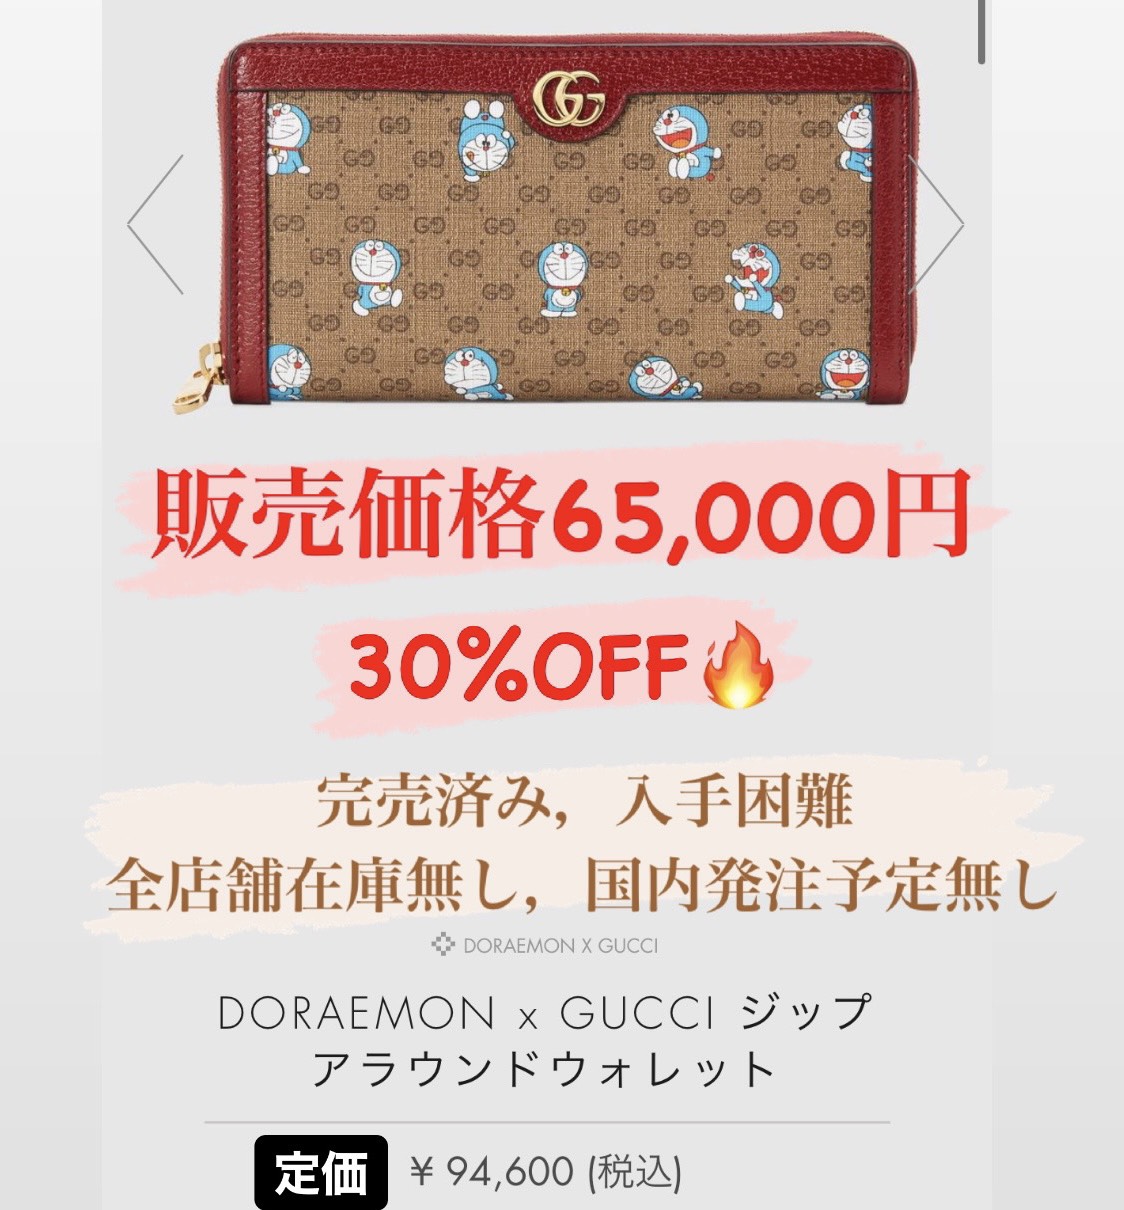 販売価格65,000円
30%OFF🔥
完売済み，入手困難
全店舗在庫無し，国内発注予定無し
DORAEMON X GUCCI
DORAEMON x GUCCI ジップ
アラウンドウォレット
定価 ¥ 94,600 (税込)